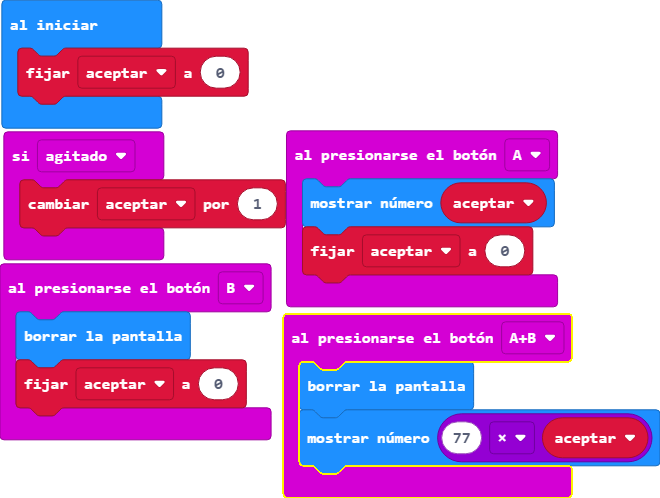 al iniciar
fijar aceptar a 0
si agitado
cambiar aceptar por 1
al presionarse el botón A
mostrar número aceptar
fijar aceptar a 0
al presionarse el botón B
borrar la pantalla
fijar aceptar a 0
al presionarse el botón A+B
borrar la pantalla
mostrar número 77 × aceptar